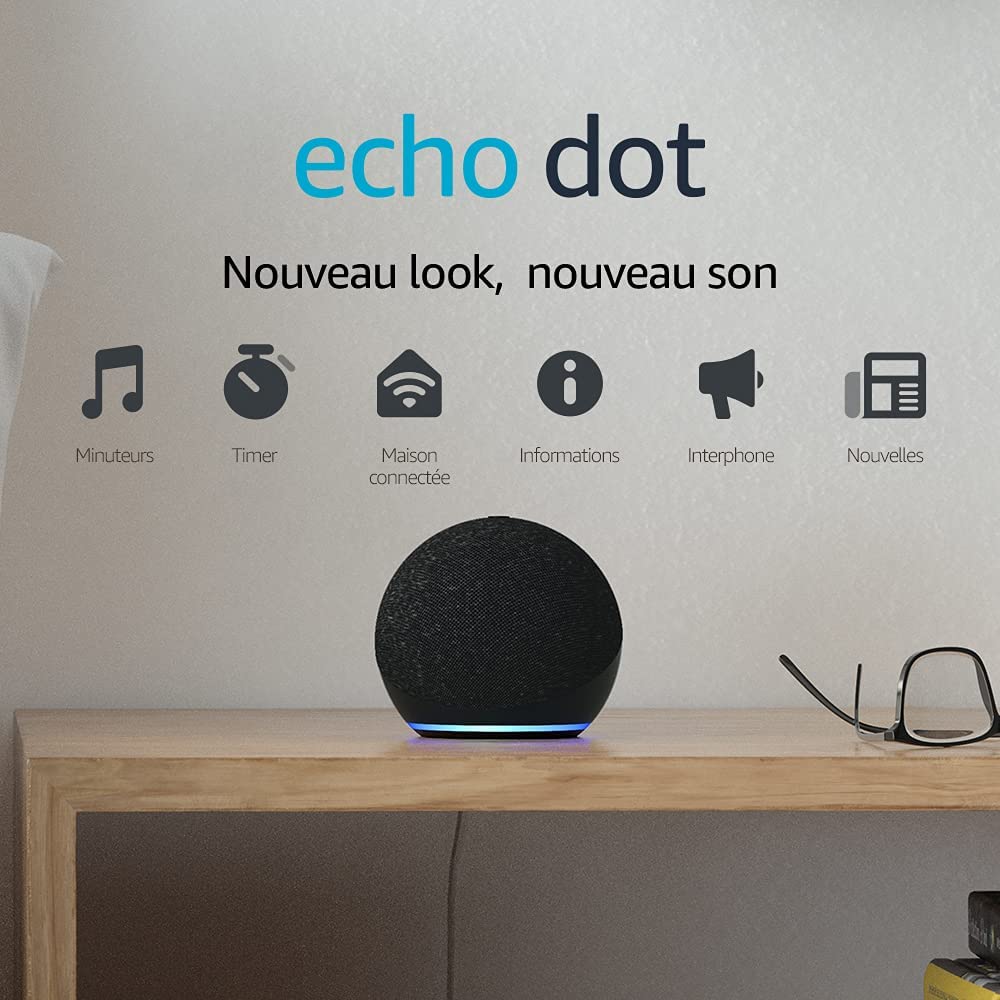 echo dot
Nouveau look, nouveau son
Minuteurs
Timer
Maison
connectée
Informations
Interphone
Nouvelles